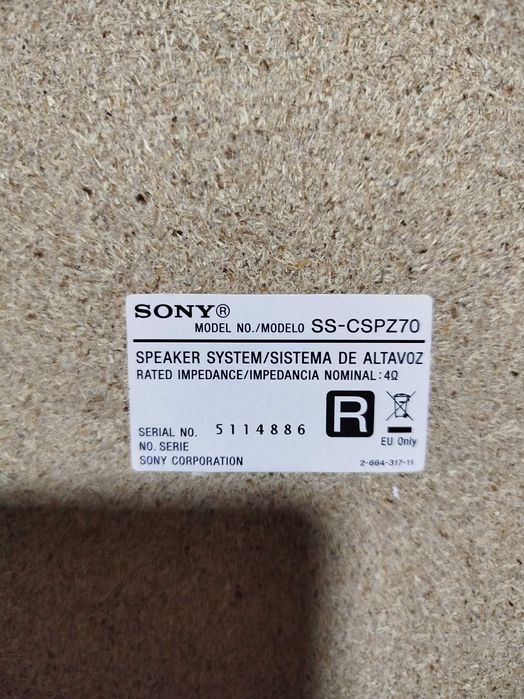 SONY®
MODEL NO./MODELO SS-CSPZ70
SPEAKER SYSTEM/SISTEMA DE ALTAVOZ
RATED IMPEDANCE/IMPEDANCIA NOMINAL:4Ω
R
SERIAL NO. 5114886
NO. SERIE
EU Only
SONY CORPORATION
2-664-317-11